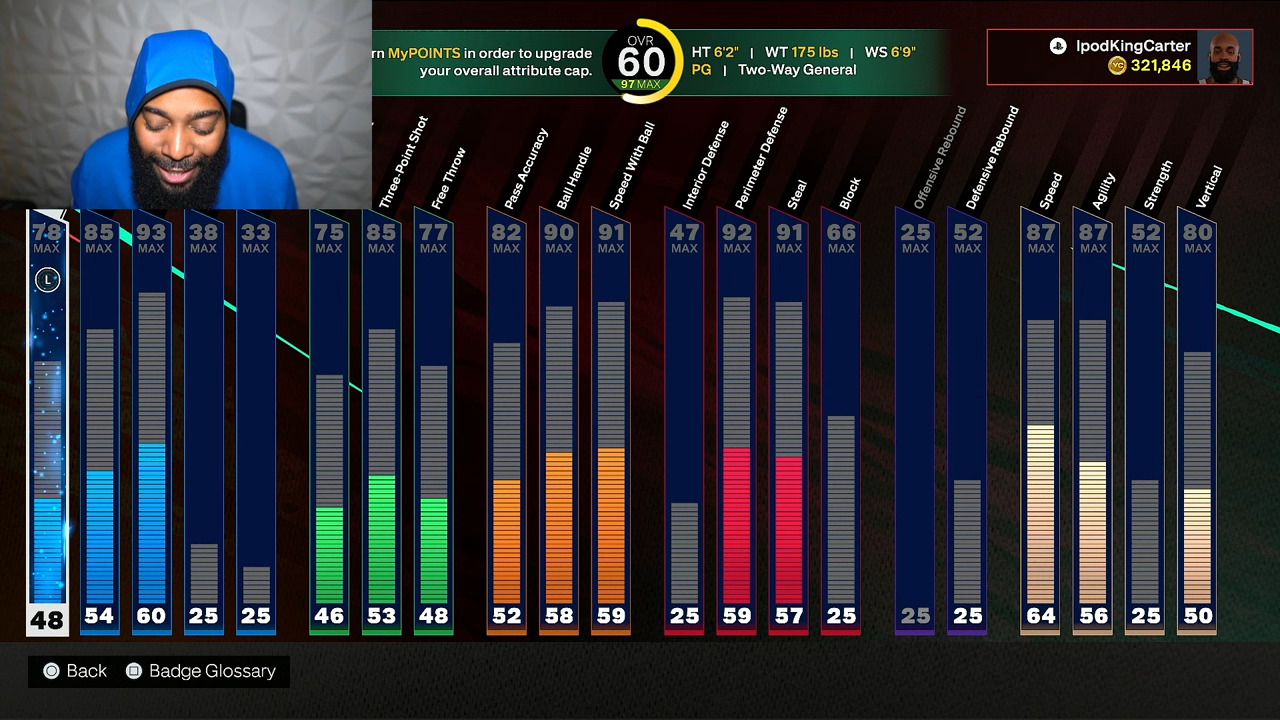 rn MyPOINTS in order to upgrade
your overall attribute cap.
OVR
60
97 MAX
HT 6'2" | WT 175 lbs | WS 6'9"
PG | Two-Way General
IpodKingCarter
VC 321,846
Three-Point Shot
Free Throw
Pass Accuracy
Ball Handle
Speed With Ball
Interior Defense
Perimeter Defense
Steal
Block
Offensive Rebound
Defensive Rebound
Speed
Agility
Strength
Vertical
78 85 93 38 33 75 85 77 82 90 91 47 92 91 66 25 52 87 87 52 80
MAX MAX MAX MAX MAX MAX MAX MAX MAX MAX MAX MAX MAX MAX MAX MAX MAX MAX MAX MAX MAX
L
48 54 60 25 25 46 53 48 52 58 59 25 59 57 25 25 25 64 56 25 50
Back Badge Glossary